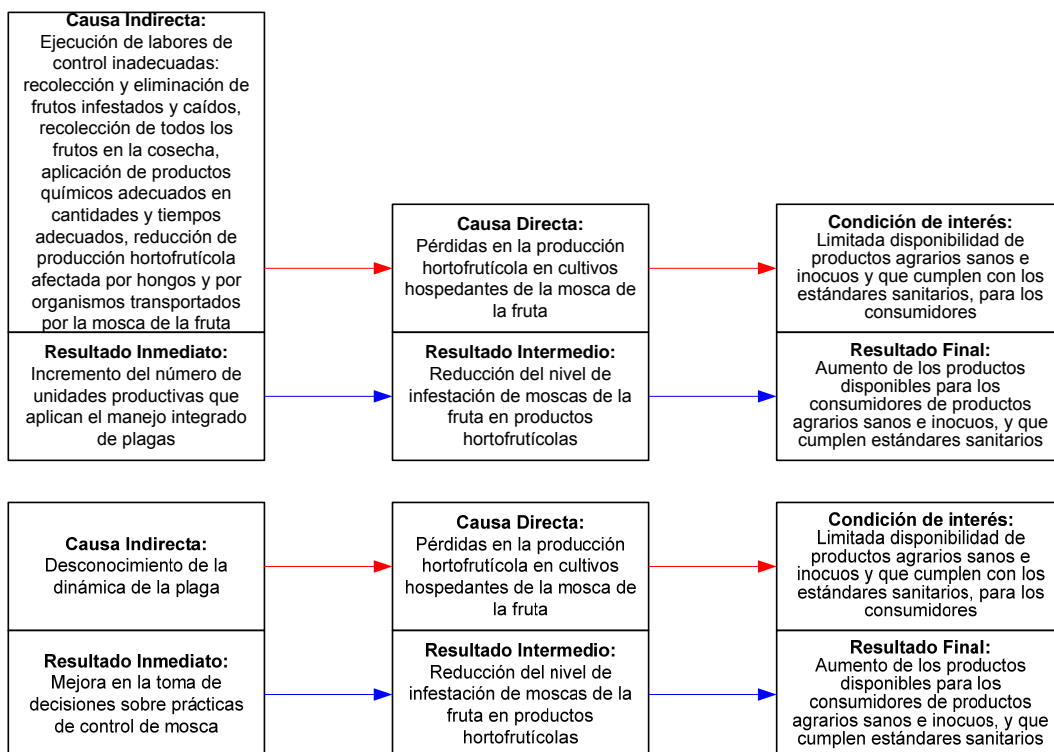 Causa Indirecta:
Ejecución de labores de
control inadecuadas:
recolección y eliminación de
frutos infestados y caídos,
recolección de todos los
frutos en la cosecha,
aplicación de productos
químicos adecuados en
cantidades y tiempos
adecuados, reducción de
producción hortofrutícola
afectada por hongos y por
organismos transportados
por la mosca de la fruta
Causa Directa:
Pérdidas en la producción
hortofrutícola en cultivos
hospedantes de la mosca de
la fruta
Condición de interés:
Limitada disponibilidad de
productos agrarios sanos e
inocuos y que cumplen con los
estándares sanitarios, para los
consumidores
Resultado Inmediato:
Incremento del número de
unidades productivas que
aplican el manejo integrado
de plagas
Resultado Intermedio:
Reducción del nivel de
infestación de moscas de la
fruta en productos
hortofrutícolas
Resultado Final:
Aumento de los productos
disponibles para los
consumidores de productos
agrarios sanos e inocuos, y que
cumplen estándares sanitarios
Causa Indirecta:
Desconocimiento de la
dinámica de la plaga
Causa Directa:
Pérdidas en la producción
hortofrutícola en cultivos
hospedantes de la mosca de
la fruta
Condición de interés:
Limitada disponibilidad de
productos agrarios sanos e
inocuos y que cumplen con los
estándares sanitarios, para los
consumidores
Resultado Inmediato:
Mejora en la toma de
decisiones sobre prácticas
de control de mosca
Resultado Intermedio:
Reducción del nivel de
infestación de moscas de la
fruta en productos
hortofrutícolas
Resultado Final:
Aumento de los productos
disponibles para los
consumidores de productos
agrarios sanos e inocuos, y que
cumplen estándares sanitarios